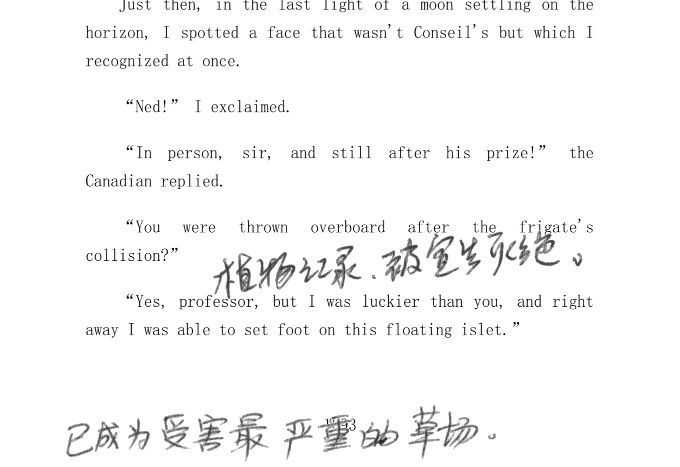 Just then, in the last light of a moon settling on the
horizon, I spotted a face that wasn't Conseil's but which I
recognized at once.
“Ned!” I exclaimed.
“In person, sir, and still after his prize!” the
Canadian replied.
“You were thrown overboard after the frigate's
collision?”
植物记录、被宣告灭绝。
“Yes, professor, but I was luckier than you, and right
away I was able to set foot on this floating islet.”
已成为受害最严重的草场。